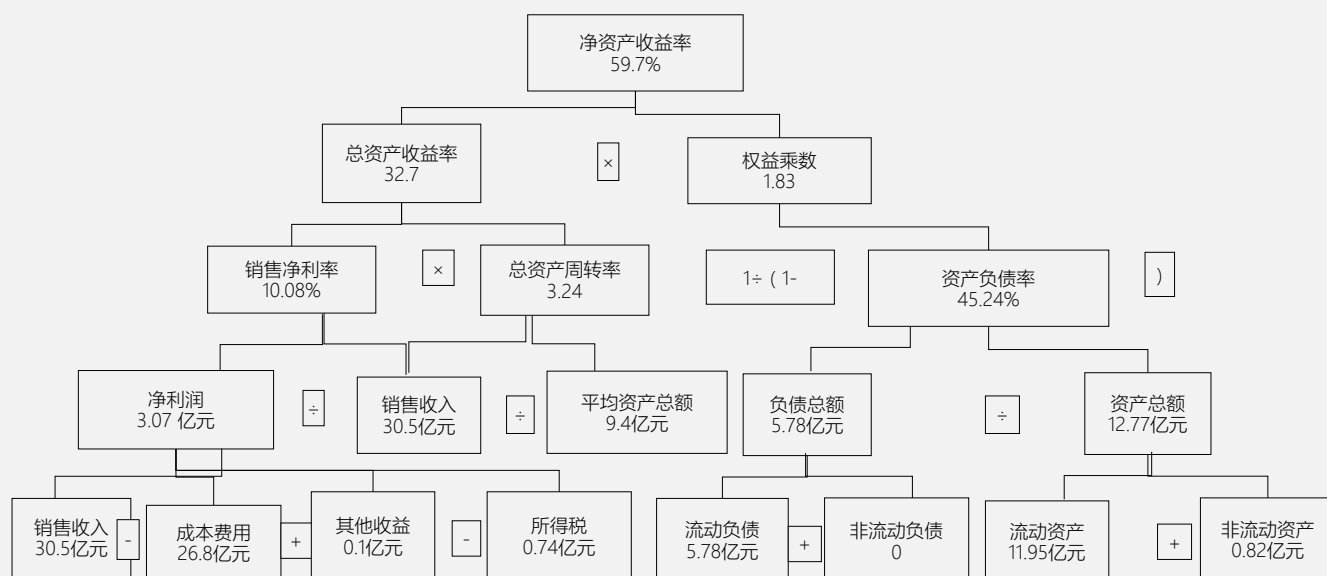 净资产收益率
59.7%
总资产收益率
32.7
×
权益乘数
1.83
销售净利率
10.08%
×
总资产周转率
3.24
1÷ ( 1-
资产负债率
45.24%
)
净利润
3.07 亿元
÷
销售收入
30.5亿元
÷
平均资产总额
9.4亿元
负债总额
5.78亿元
÷
资产总额
12.77亿元
销售收入
30.5亿元
-
成本费用
26.8亿元
+
其他收益
0.1亿元
-
所得税
0.74亿元
流动负债
5.78亿元
+
非流动负债
0
流动资产
11.95亿元
+
非流动资产
0.82亿元